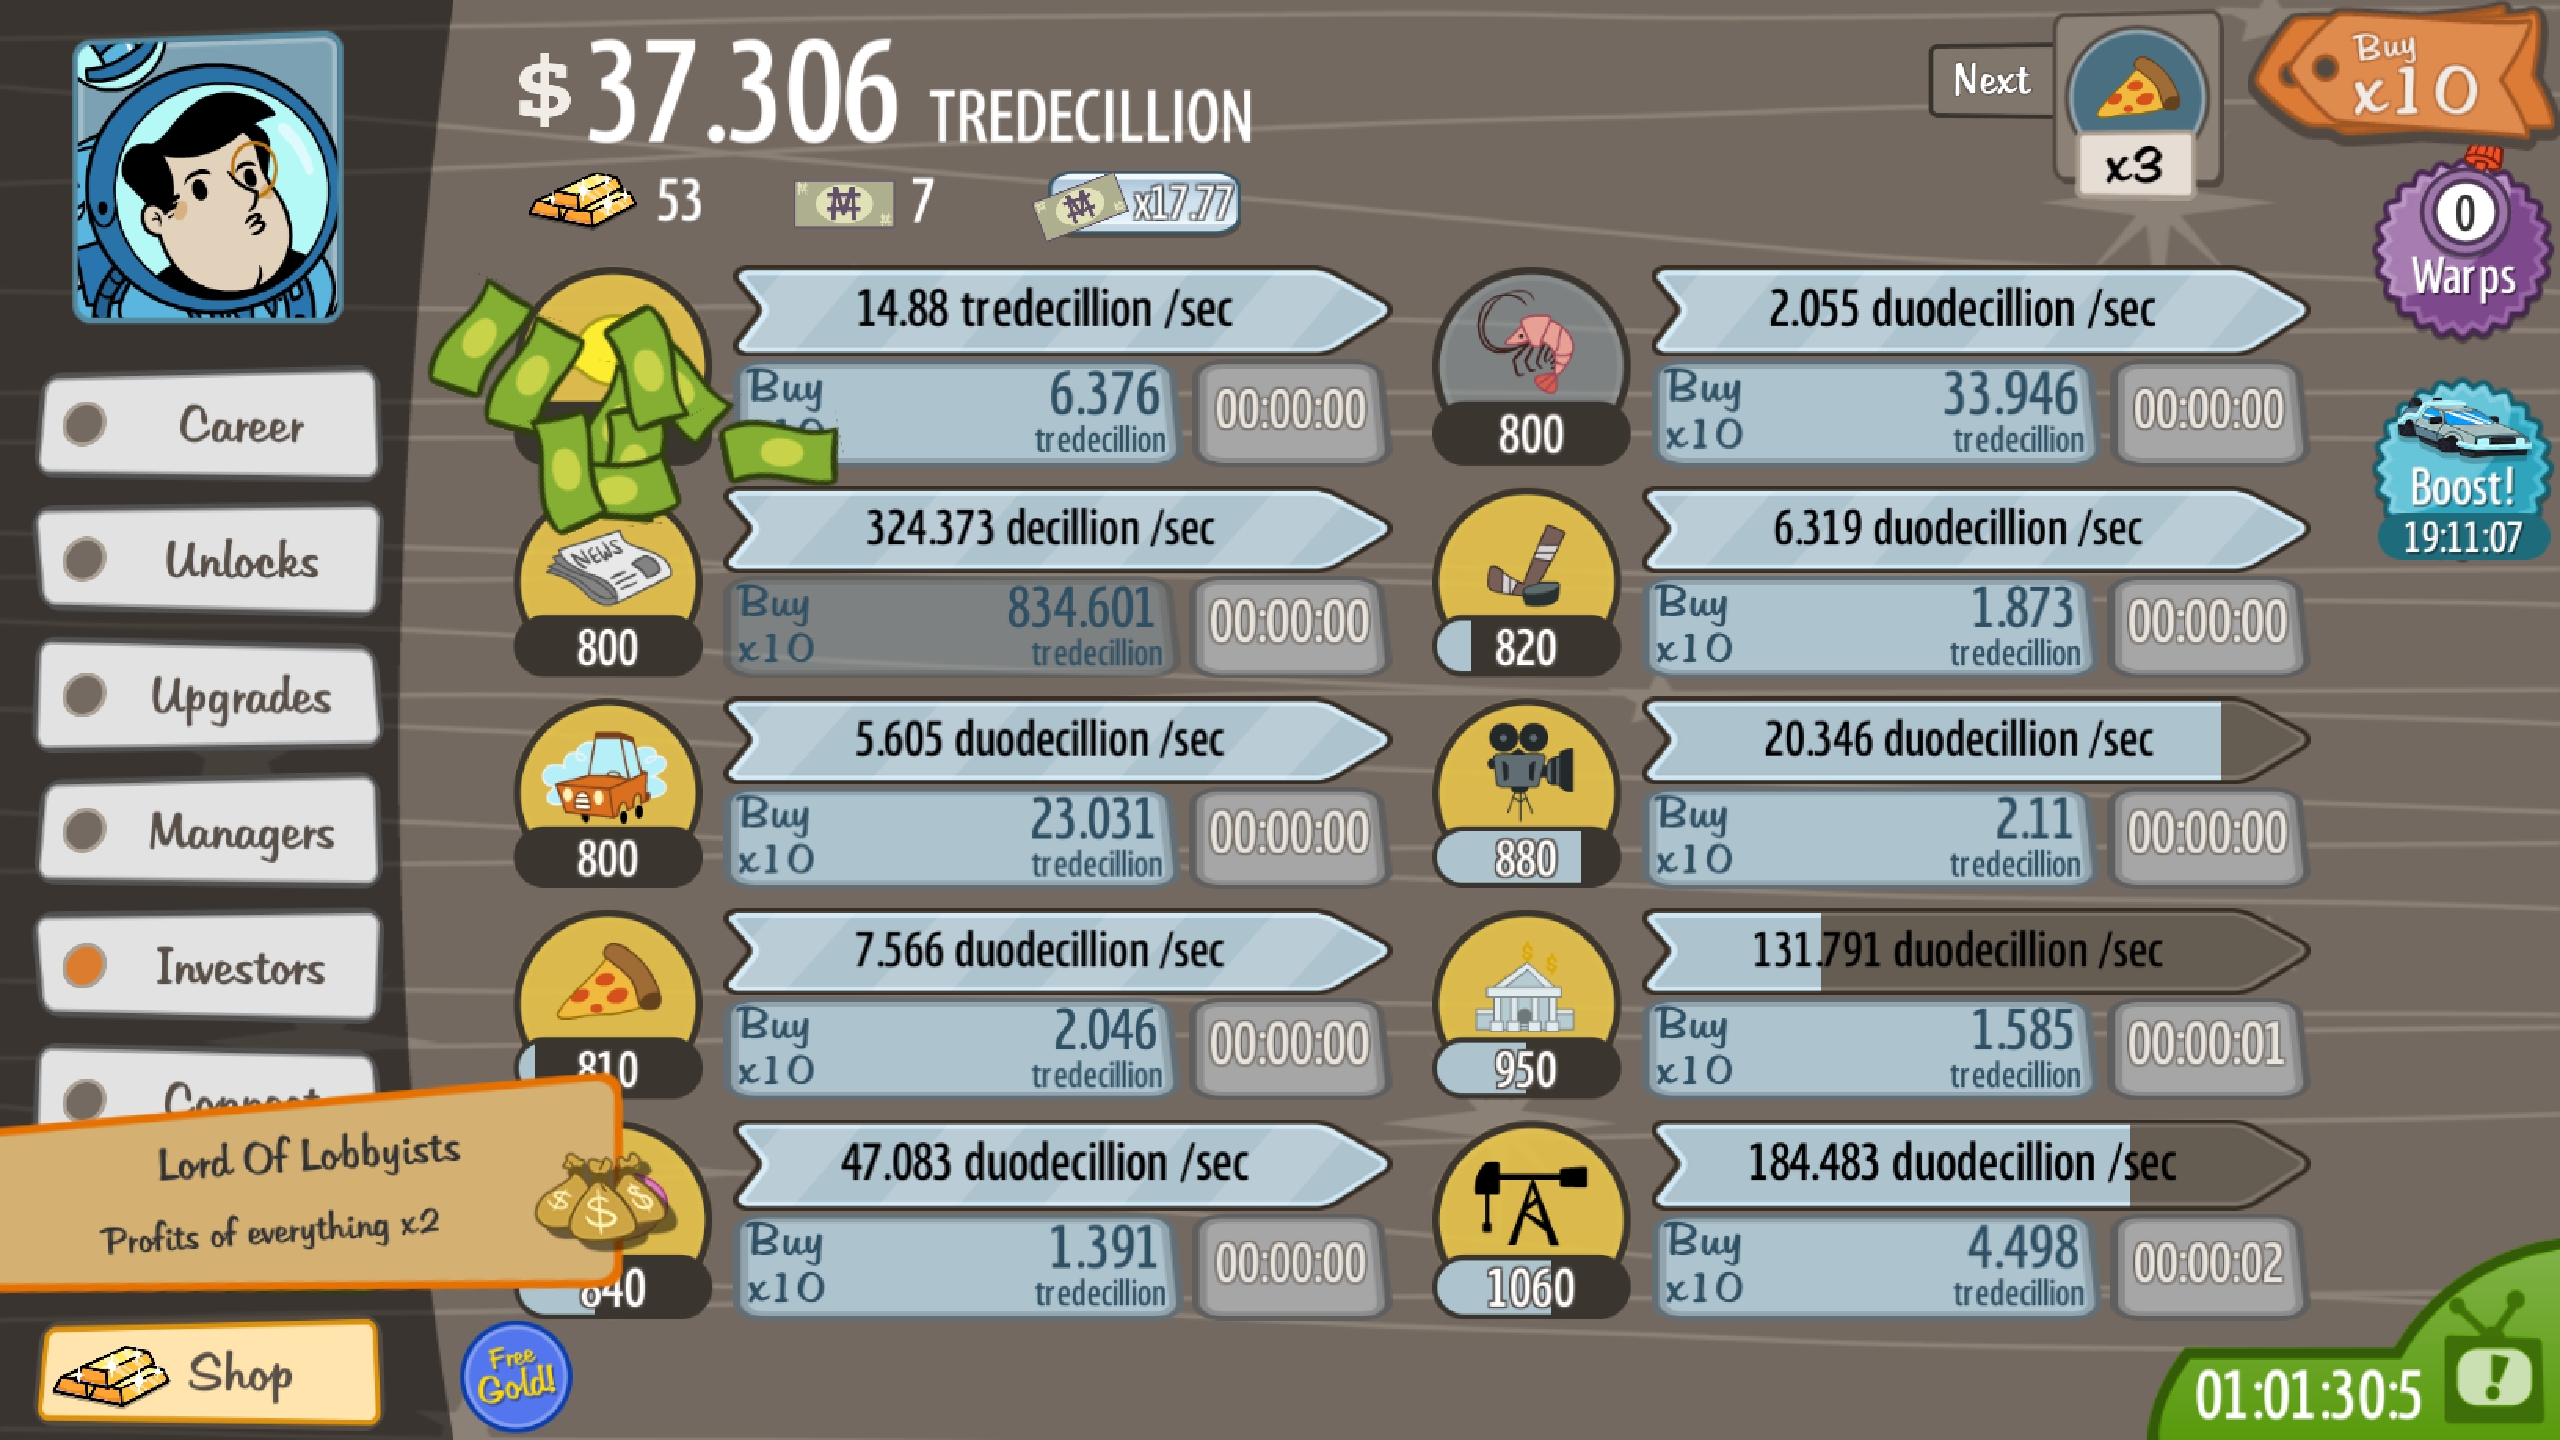 $37.306 TREDECILLION
Next
x3
Buy
x10
53
7
x17.77
0
Warps
Boost!
19:11:07
Career
Unlocks
Upgrades
Managers
Investors
Lord Of Lobbyists
Profits of everything x2
Shop
Free
Gold!
14.88 tredecillion /sec
Buy
6.376
tredecillion
00:00:00
NEWS
800
324.373 decillion /sec
Buy
x10
834.601
tredecillion
00:00:00
800
5.605 duodecillion /sec
Buy
x10
23.031
tredecillion
00:00:00
810
7.566 duodecillion /sec
Buy
x10
2.046
tredecillion
00:00:00
$ $ $
840
47.083 duodecillion /sec
Buy
x10
1.391
tredecillion
00:00:00
800
2.055 duodecillion /sec
Buy
x10
33.946
tredecillion
00:00:00
820
6.319 duodecillion /sec
Buy
x10
1.873
tredecillion
00:00:00
880
20.346 duodecillion /sec
Buy
x10
2.11
tredecillion
00:00:00
950
131.791 duodecillion /sec
Buy
x10
1.585
tredecillion
00:00:01
1060
184.483 duodecillion /sec
Buy
x10
4.498
tredecillion
00:00:02
01:01:30:5
!